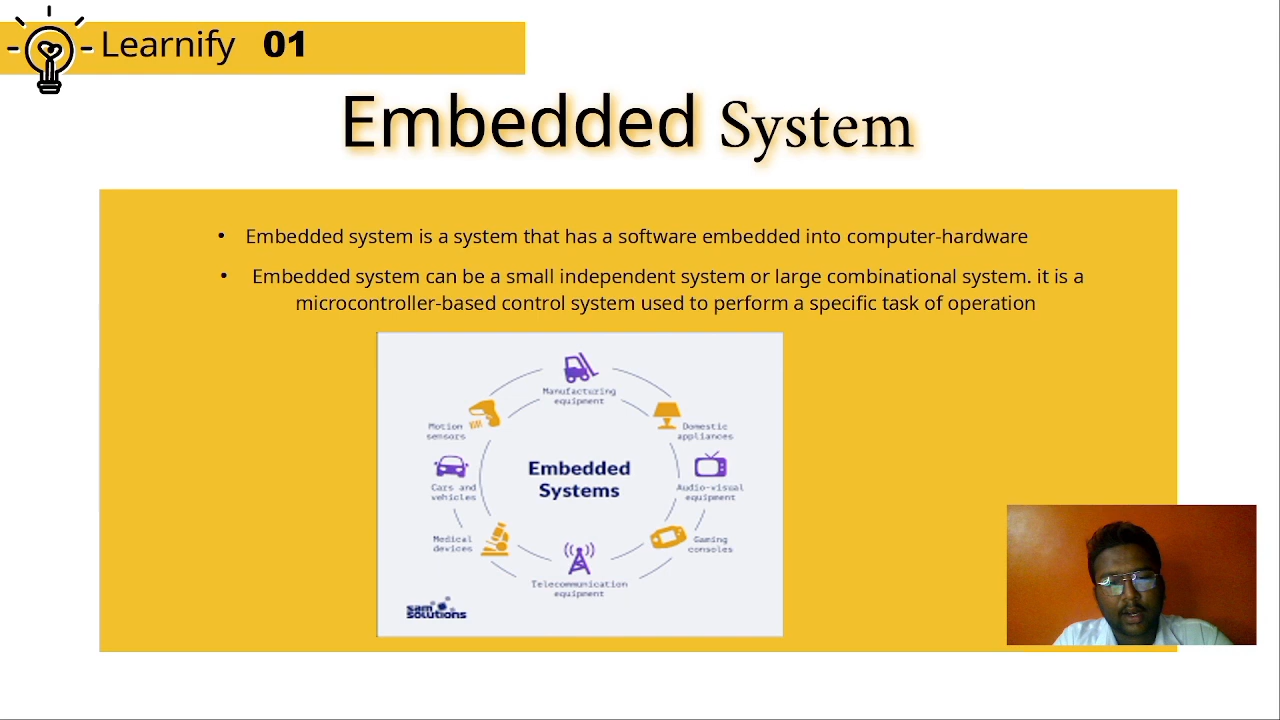 Learnify 01
Embedded System
• Embedded system is a system that has a software embedded into computer-hardware
• Embedded system can be a small independent system or large combinational system. it is a
microcontroller-based control system used to perform a specific task of operation
Manufacturing
equipment
Motion
sensors
Domestic
appliances
Embedded
Systems
Cars and
vehicles
Audio-visual
equipment
Medical
devices
Gaming
consoles
Telecommunication
equipment
sam
solutions